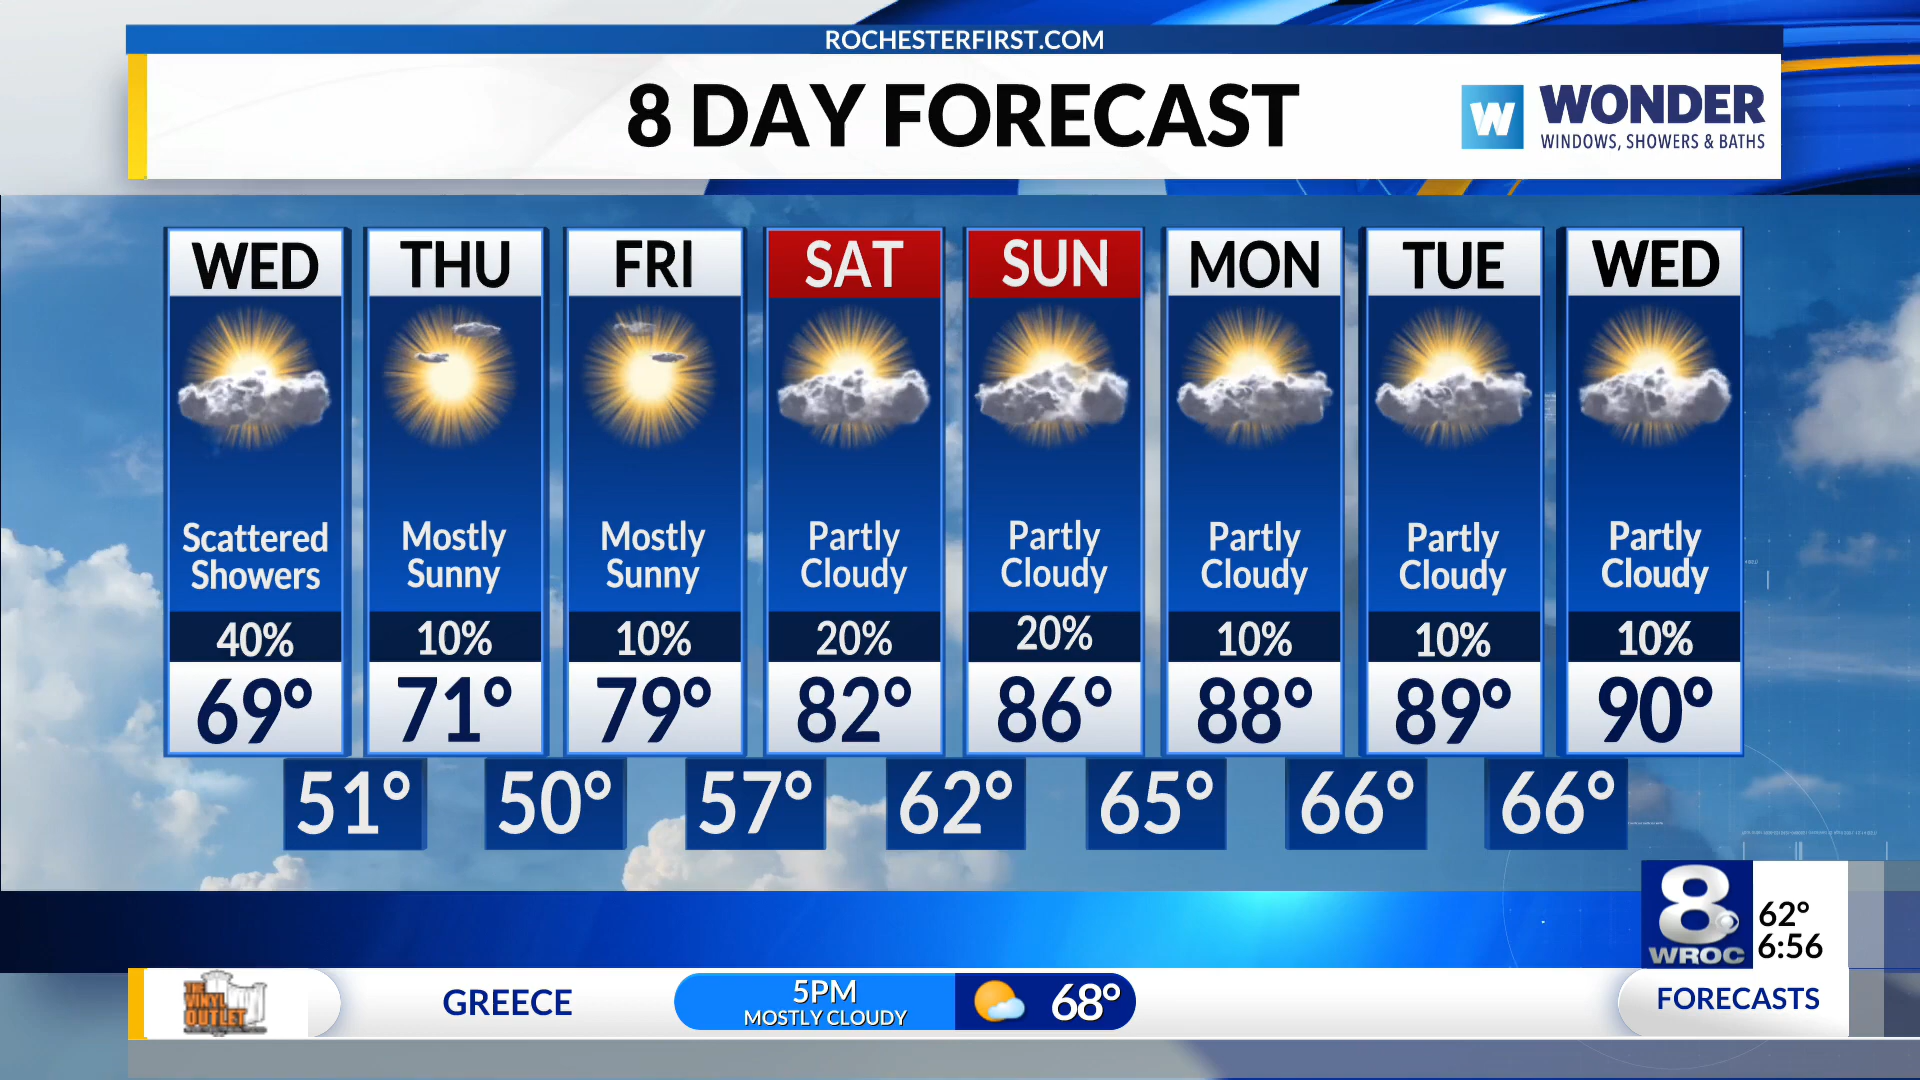 ROCHESTERFIRST.COM
8 DAY FORECAST
W WONDER
WINDOWS, SHOWERS & BATHS
WED THU FRI SAT SUN MON TUE WED
Scattered Showers
Mostly Sunny
Mostly Sunny
Partly Cloudy
Partly Cloudy
Partly Cloudy
Partly Cloudy
Partly Cloudy
40% 10% 10% 20% 20% 10% 10% 10%
69° 71° 79° 82° 86° 88° 89° 90°
51° 50° 57° 62° 65° 66° 66°
8
WROC
62°
6:56
THE
VINYL
OUTLET
GREECE
5PM
MOSTLY CLOUDY
68°
FORECASTS